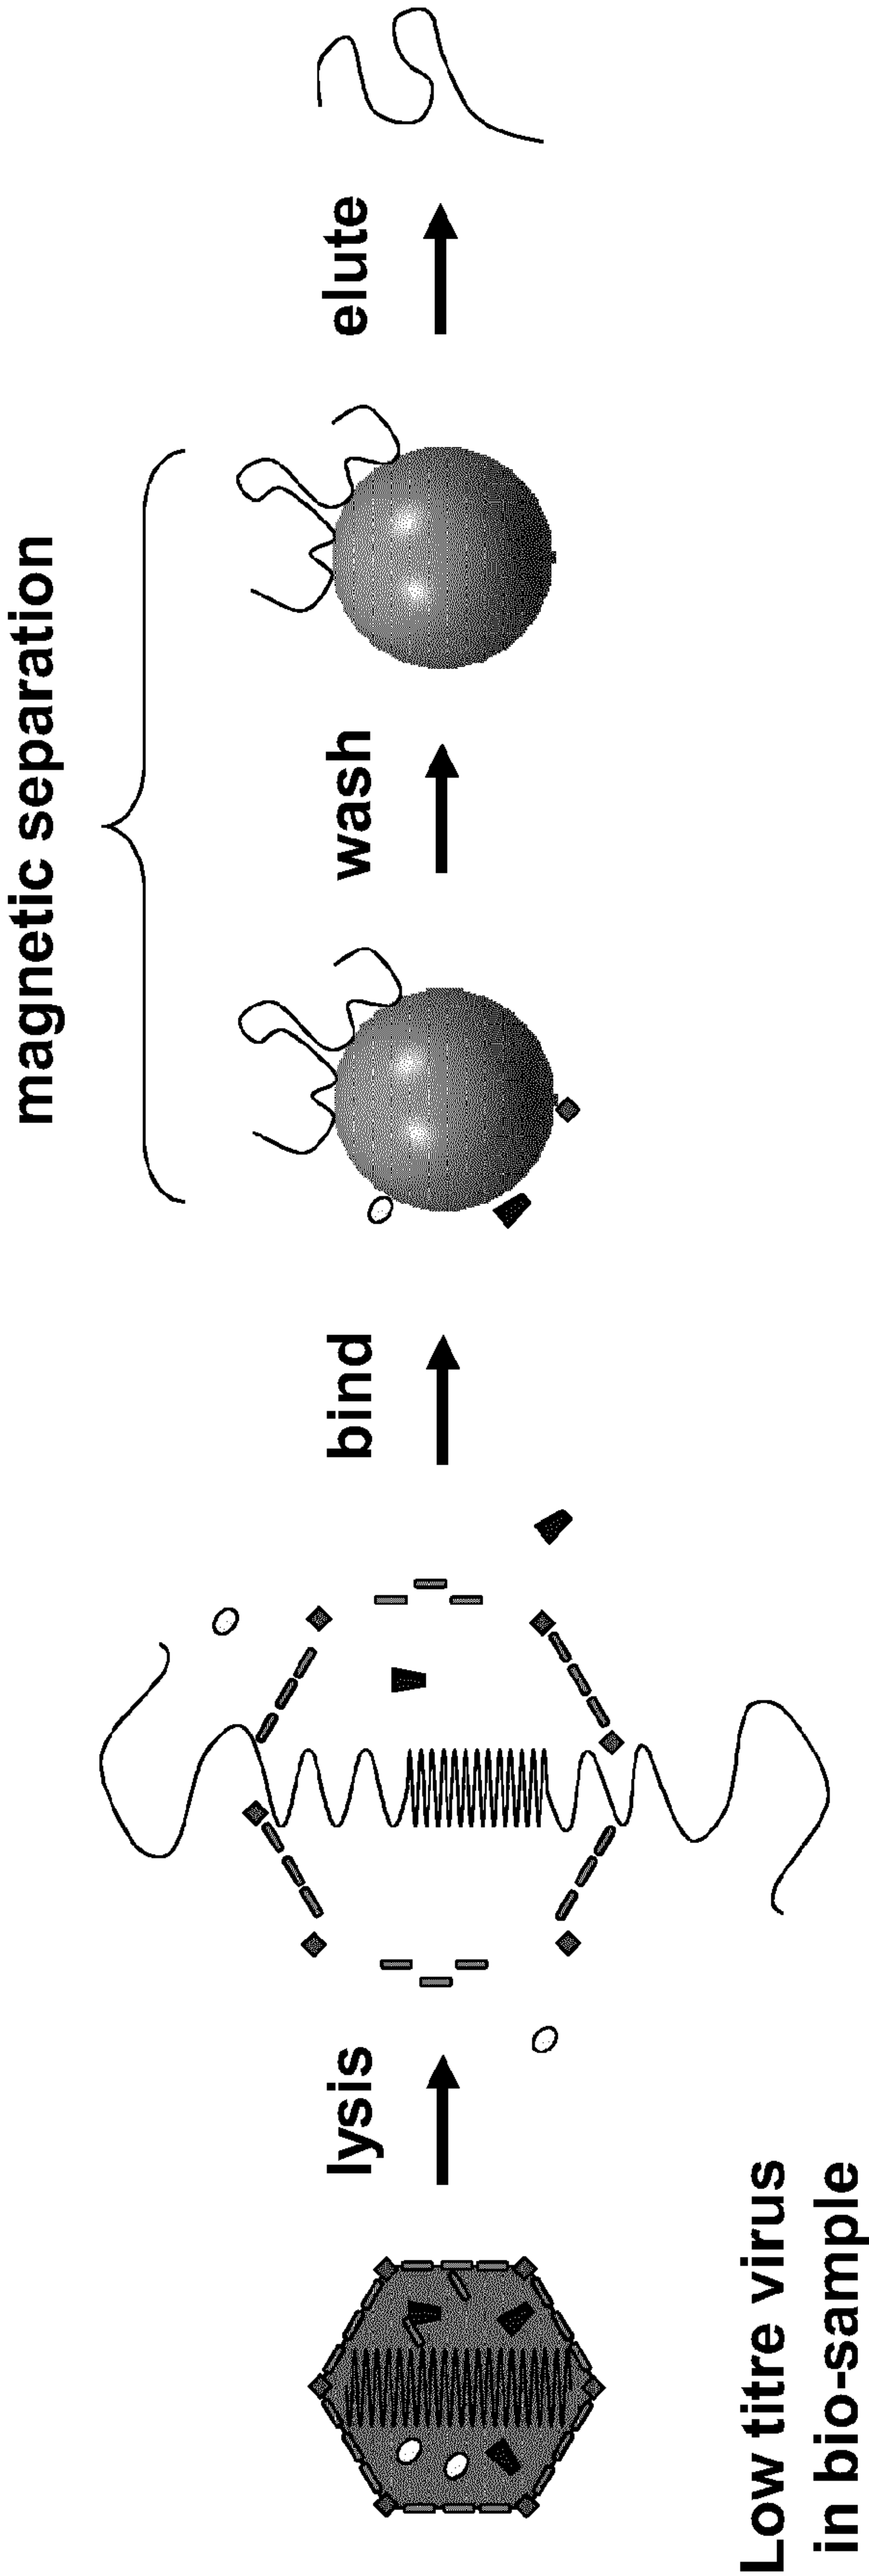 magnetic separation
lysis
bind
wash
elute
Low titre virus
in bio-sample